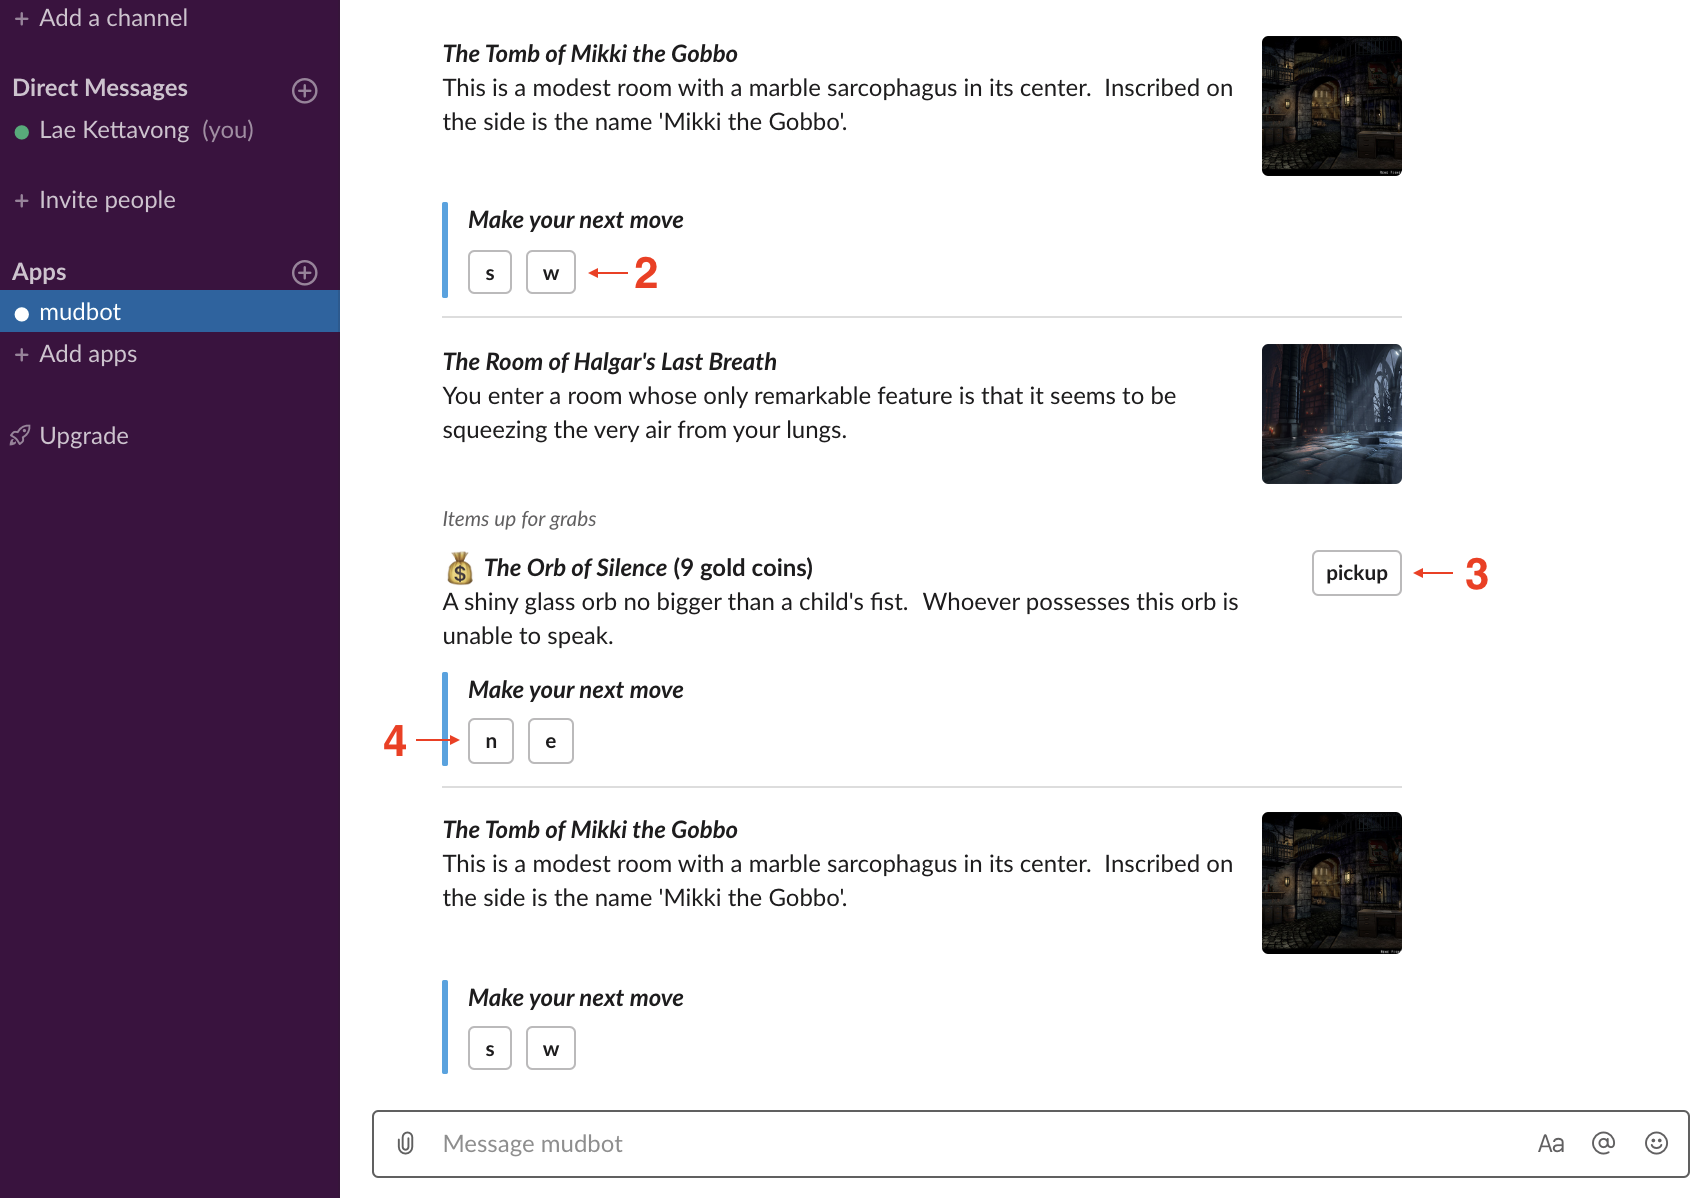 + Add a channel
Direct Messages
Lae Kettavong (you)
+ Invite people
Apps
mudbot
+ Add apps
Upgrade
The Tomb of Mikki the Gobbo
This is a modest room with a marble sarcophagus in its center.  Inscribed on
the side is the name 'Mikki the Gobbo'.
Make your next move
s w 2
The Room of Halgar's Last Breath
You enter a room whose only remarkable feature is that it seems to be
squeezing the very air from your lungs.
Items up for grabs
The Orb of Silence (9 gold coins)
pickup 3
A shiny glass orb no bigger than a child's fist.  Whoever possesses this orb is
unable to speak.
Make your next move
4 n e
The Tomb of Mikki the Gobbo
This is a modest room with a marble sarcophagus in its center.  Inscribed on
the side is the name 'Mikki the Gobbo'.
Make your next move
s w
Message mudbot
Aa @